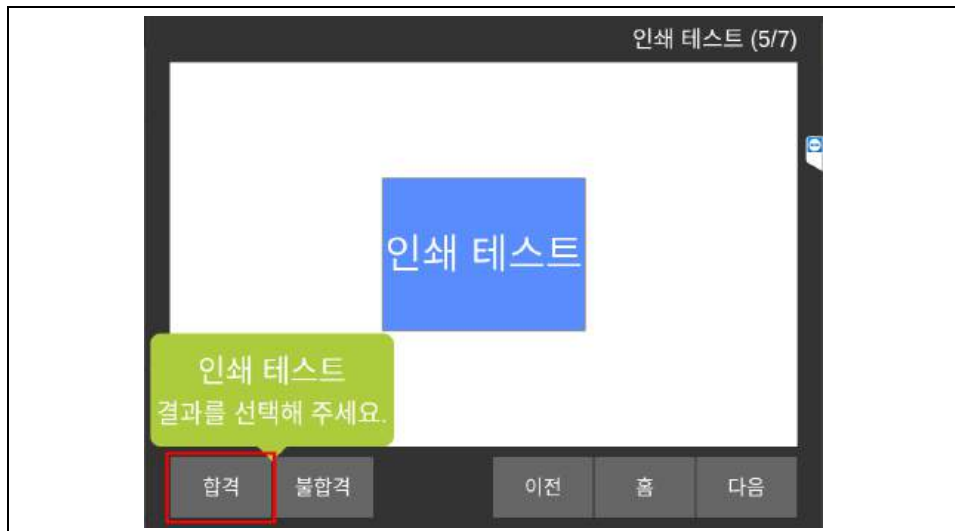 인쇄 테스트 (5/7)
인쇄 테스트
인쇄 테스트
결과를 선택해 주세요.
합격 불합격 이전 홈 다음